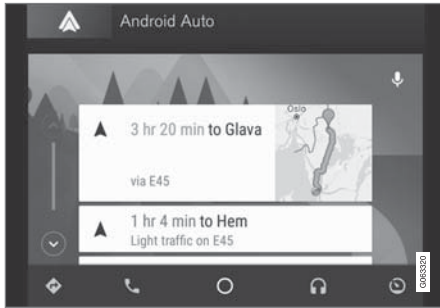 Android Auto
Oslo
3 hr 20 min to Glava
via E45
1 hr 4 min to Hem
Light traffic on E45
G063320